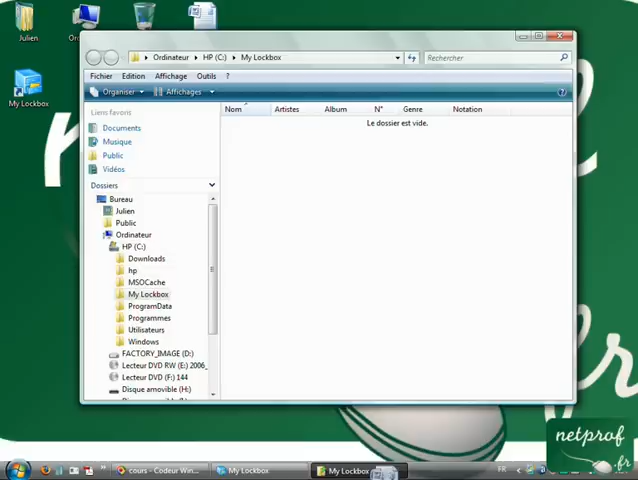 Julien
My Lockbox
Ordinateur HP (C:) My Lockbox
Rechercher
Fichier Edition Affichage Outils ?
Organiser Affichages
Liens favoris
Documents
Musique
Public
Vidéos
Dossiers
Bureau
Julien
Public
Ordinateur
HP (C:)
Downloads
hp
MSOCache
My Lockbox
ProgramData
Programmes
Utilisateurs
Windows
FACTORY_IMAGE (D:)
Lecteur DVD RW (E:) 2006_
Lecteur DVD (F:) 144
Disque amovible (H:)
Nom Artistes Album N° Genre Notation
Le dossier est vide.
netprof
.fr
cours - Codeur Win... My Lockbox My Lockbox FR